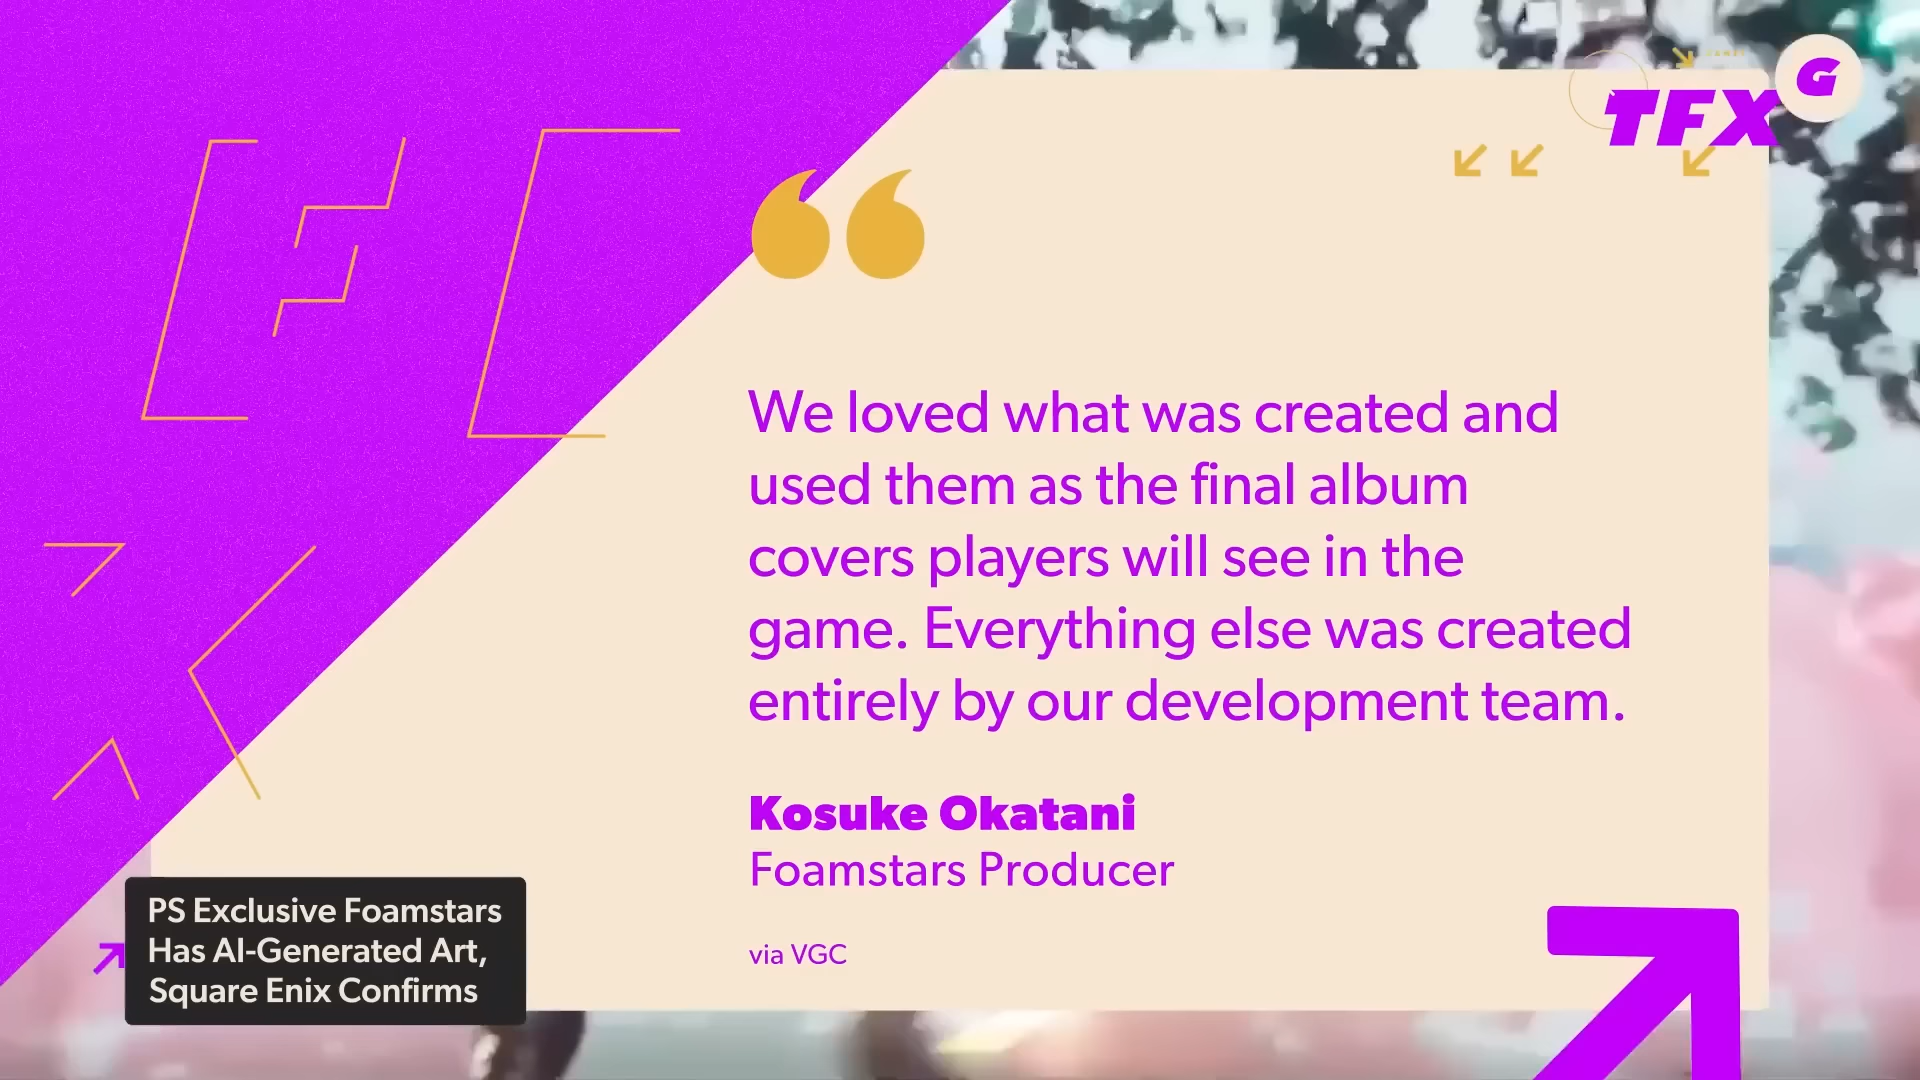 TFX
G
We loved what was created and
used them as the final album
covers players will see in the
game. Everything else was created
entirely by our development team.
Kosuke Okatani
Foamstars Producer
via VGC
PS Exclusive Foamstars
Has AI-Generated Art,
Square Enix Confirms